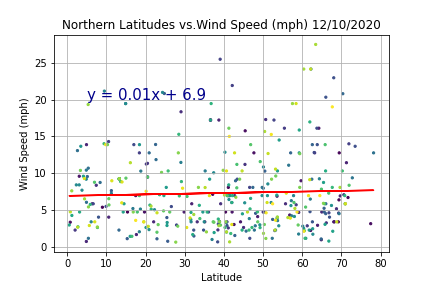 Northern Latitudes vs.Wind Speed (mph) 12/10/2020
Wind Speed (mph)
25
20
15
10
5
0
y = 0.01x + 6.9
0 10 20 30 40 50 60 70 80
Latitude